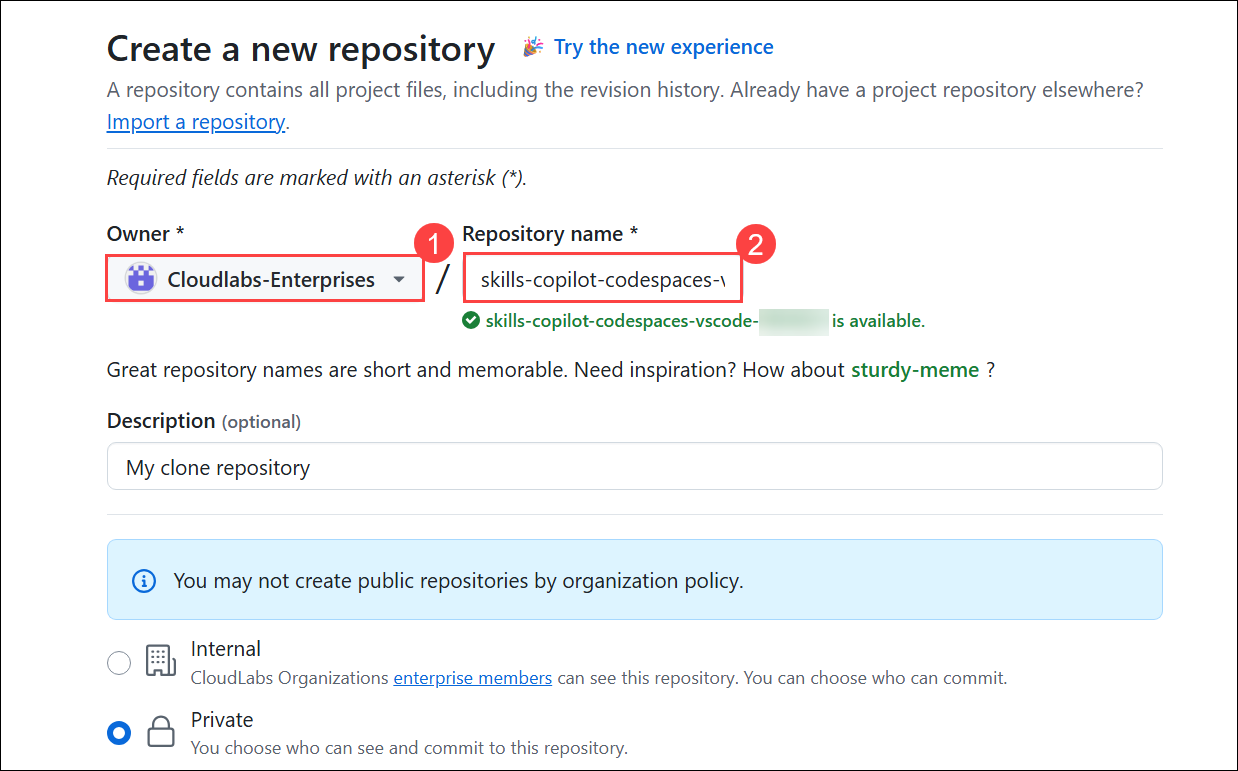 Create a new repository Try the new experience
A repository contains all project files, including the revision history. Already have a project repository elsewhere?
Import a repository.
Required fields are marked with an asterisk (*).
Owner * 1 Repository name * 2
Cloudlabs-Enterprises / skills-copilot-codespaces-v
skills-copilot-codespaces-vscode- is available.
Great repository names are short and memorable. Need inspiration? How about sturdy-meme ?
Description (optional)
My clone repository
You may not create public repositories by organization policy.
Internal
CloudLabs Organizations enterprise members can see this repository. You can choose who can commit.
Private
You choose who can see and commit to this repository.